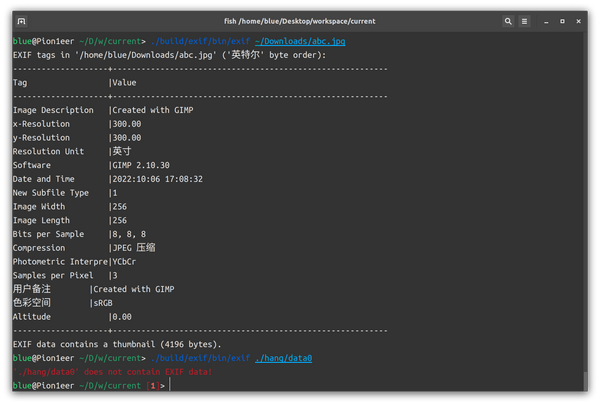 fish /home/blue/Desktop/workspace/current
blue@Pion1eer ~/D/w/current> ./build/exif/bin/exif ~/Downloads/abc.jpg
EXIF tags in '/home/blue/Downloads/abc.jpg' ('英特尔' byte order):
--------------------+----------------------------------------------------------
Tag                 |Value
--------------------+----------------------------------------------------------
Image Description   |Created with GIMP
x-Resolution        |300.00
y-Resolution        |300.00
Resolution Unit     |英寸
Software            |GIMP 2.10.30
Date and Time       |2022:10:06 17:08:32
New Subfile Type    |1
Image Width         |256
Image Length        |256
Bits per Sample     |8, 8, 8
Compression         |JPEG 压缩
Photometric Interpre|YCbCr
Samples per Pixel   |3
用户备注        |Created with GIMP
色彩空间        |sRGB
Altitude            |0.00
--------------------+----------------------------------------------------------
EXIF data contains a thumbnail (4196 bytes).
blue@Pion1eer ~/D/w/current> ./build/exif/bin/exif ./hang/data0
'./hang/data0' does not contain EXIF data!
blue@Pion1eer ~/D/w/current [1]>